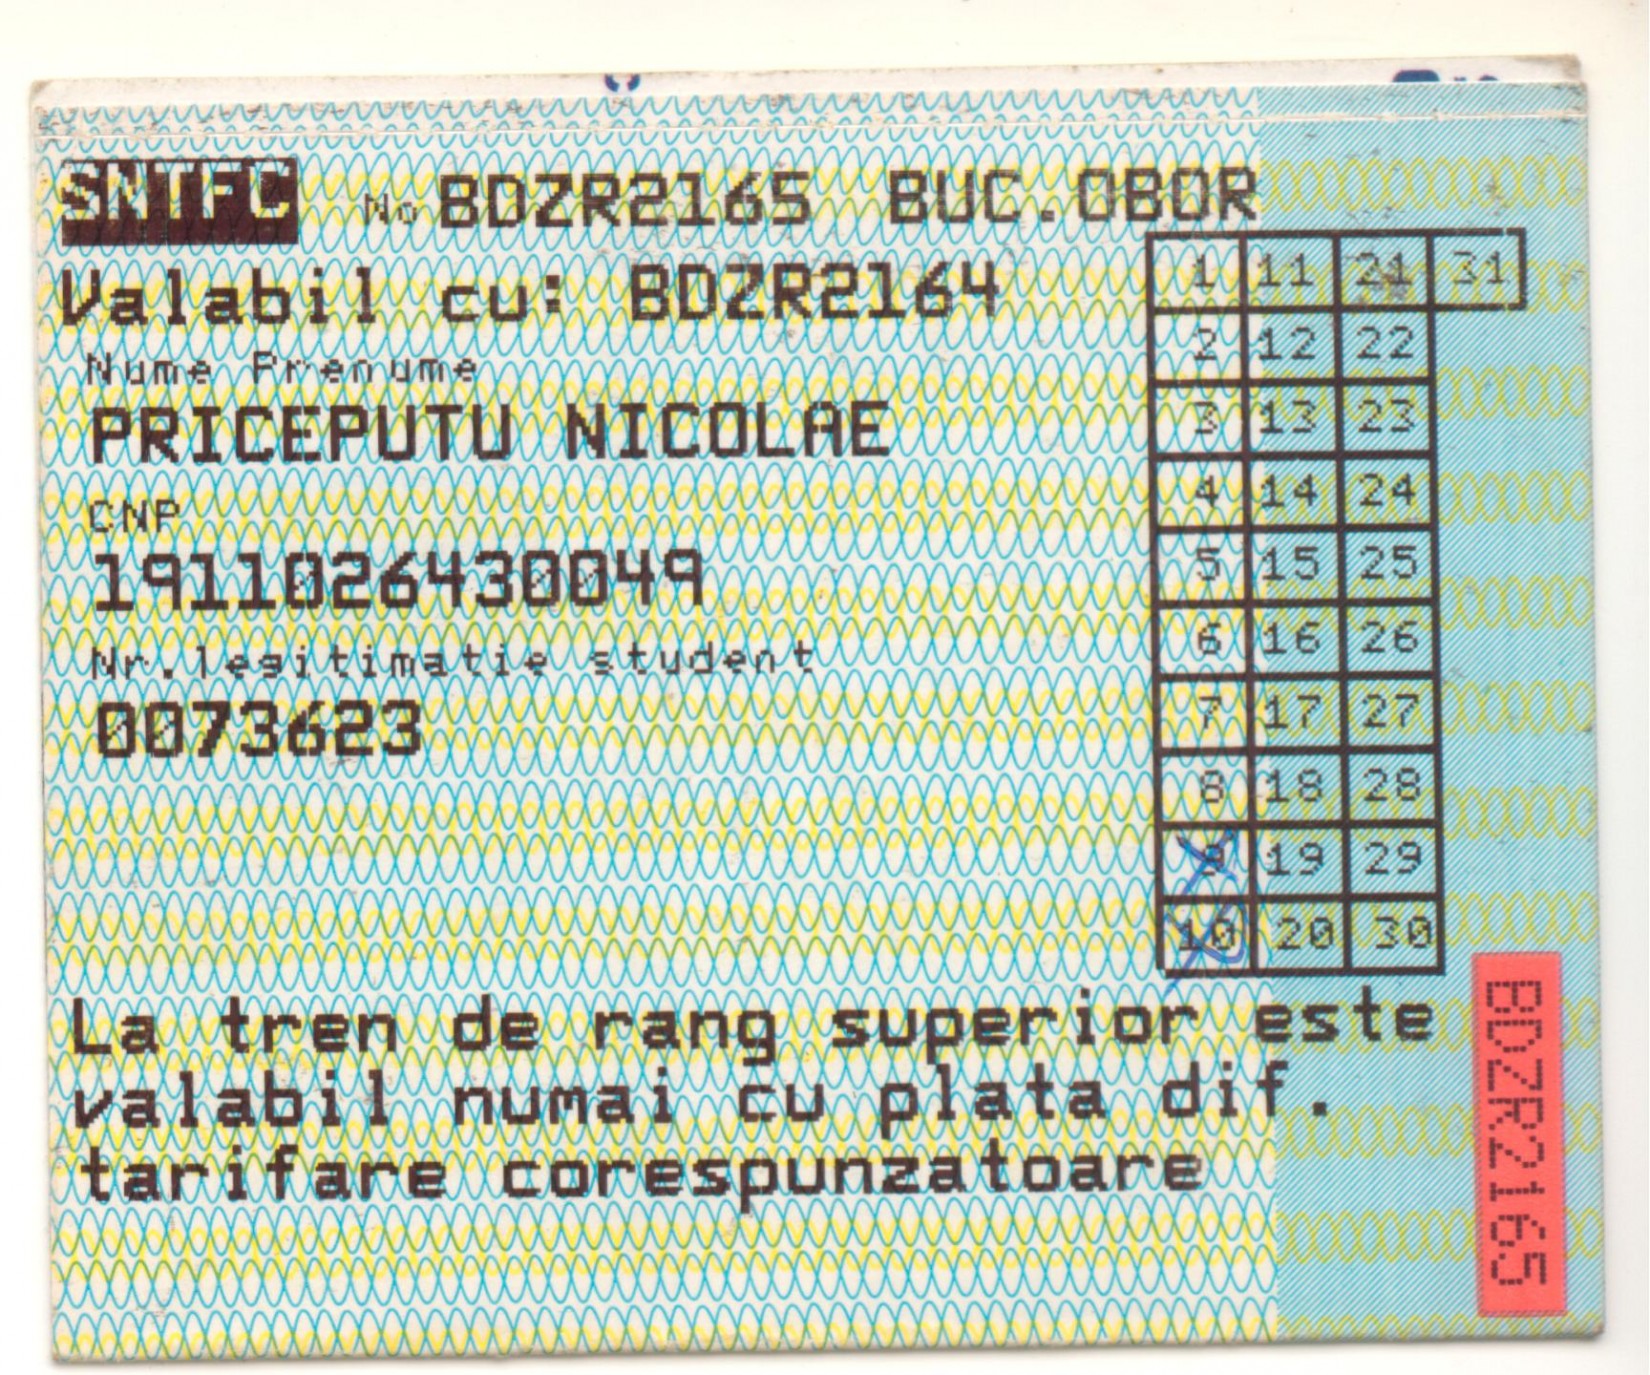 SNTFC No BDZR2165 BUC.OBOR
Valabil cu: BDZR2164
Nume Prenume
PRICEPUTU NICOLAE
CNP
1911026430049
Nr.legitimatie student
0073623
1 11 21 31
2 12 22
3 13 23
4 14 24
5 15 25
6 16 26
7 17 27
8 18 28
9 19 29
10 20 30
La tren de rang superior este
valabil numai cu plata dif.
tarifare corespunzatoare
BDZR2165